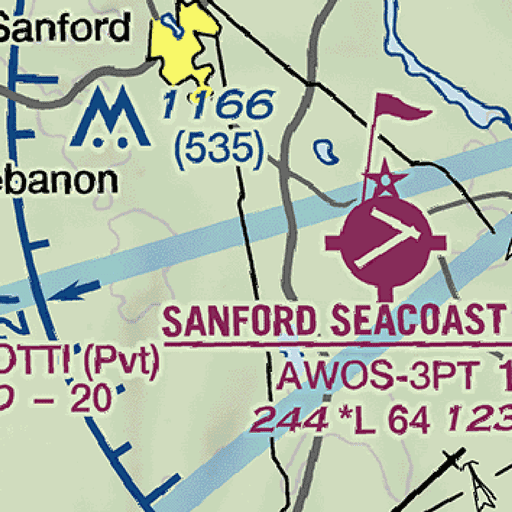 Sanford
1166
(535)
ebanon
SANFORD SEACOAST
OTTI (Pvt)
AWOS-3PT 1
– 20
244 *L 64 123